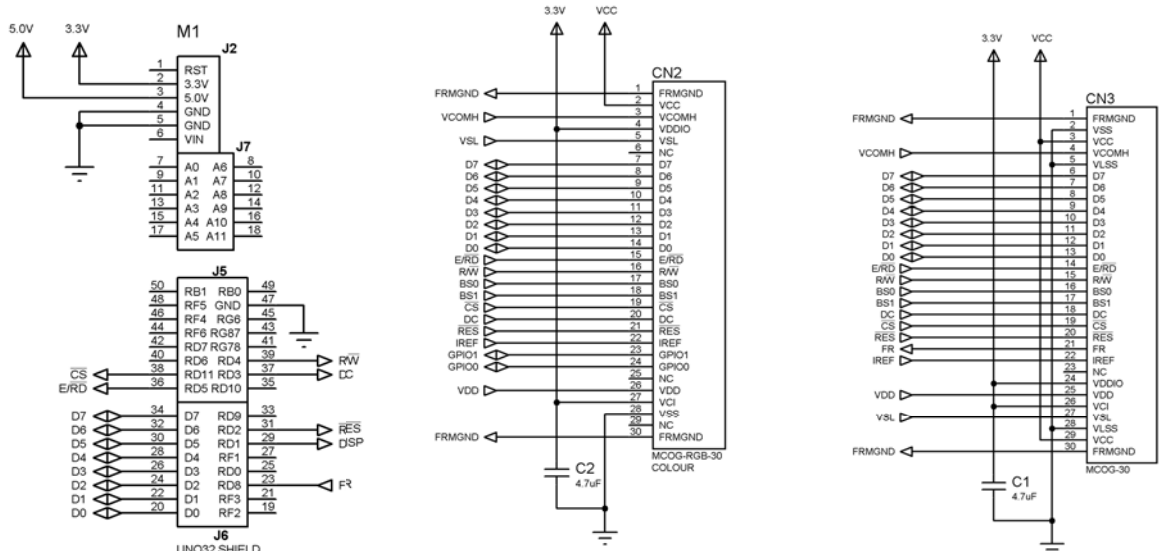 5.0V
3.3V
M1
J2
1 RST
2 3.3V
3 5.0V
4 GND
5 GND
6 VIN
J7
7 A0 A6 8
9 A1 A7 10
11 A2 A8 12
13 A3 A9 14
15 A4 A10 16
17 A5 A11 18
J5
50 RB1 RB0 49
48 RF5 GND 47
46 RF4 RG6 45
44 RF6 RG87 43
42 RD7 RG78 41
40 RD6 RD4 39 R/W
CS 38 RD11 RD3 37 DC
E/RD 36 RD5 RD10 35
D7 34 D7 RD9 33
D6 32 D6 RD2 31 RES
D5 30 D5 RD1 29 DISP
D4 28 D4 RF1 27
D3 26 D3 RD0 25
D2 24 D2 RD8 23 FR
D1 22 D1 RF3 21
D0 20 D0 RF2 19
J6
UNO32 SHIELD
3.3V VCC
CN2
FRMGND 1 FRMGND
2 VCC
VCOMH 3 VCOMH
4 VDDIO
VSL 5 VSL
6 NC
D7 7 D7
D6 8 D6
D5 9 D5
D4 10 D4
D3 11 D3
D2 12 D2
D1 13 D1
D0 14 D0
E/RD 15 E/RD
R/W 16 R/W
BS0 17 BS0
BS1 18 BS1
CS 19 CS
DC 20 DC
RES 21 RES
IREF 22 IREF
GPIO1 23 GPIO1
GPIO0 24 GPIO0
25 NC
VDD 26 VDD
27 VCI
28 VSS
29 NC
FRMGND 30 FRMGND
MCOG-RGB-30
COLOUR
C2
4.7uF
3.3V VCC
CN3
FRMGND 1 FRMGND
2 VSS
3 VCC
VCOMH 4 VCOMH
5 VLSS
D7 6 D7
D6 7 D6
D5 8 D5
D4 9 D4
D3 10 D3
D2 11 D2
D1 12 D1
D0 13 D0
E/RD 14 E/RD
R/W 15 R/W
BS0 16 BS0
BS1 17 BS1
DC 18 DC
CS 19 CS
RES 20 RES
FR 21 FR
IREF 22 IREF
23 NC
24 VDDIO
VDD 25 VDD
26 VCI
VSL 27 VSL
28 VLSS
29 VCC
FRMGND 30 FRMGND
MCOG-30
C1
4.7uF